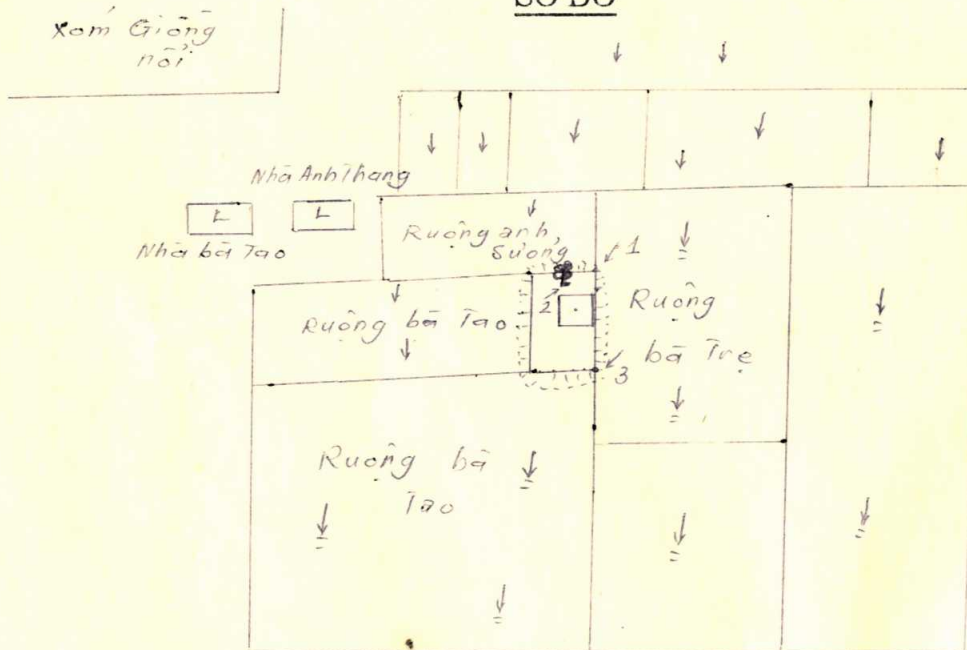 SƠ ĐỒ
Xóm Giồng
nổi
Nhà Anh Thang
L
L
Nhà bà Tao
Ruộng anh
Sương
1
2
Ruộng bà Tao
Ruộng
bà Trẹ
3
Ruộng bà
Tao